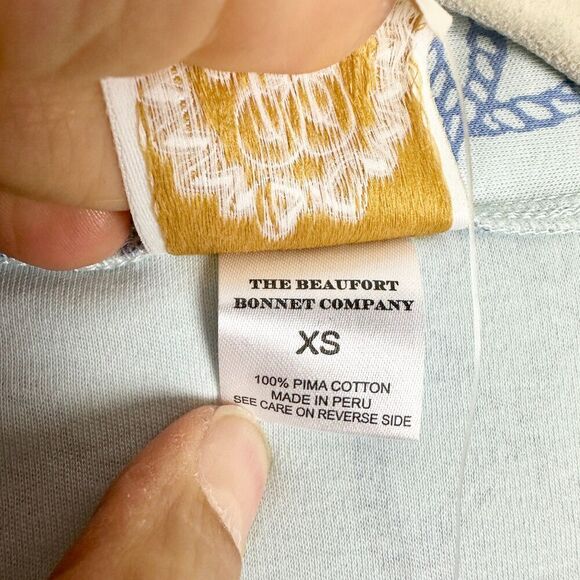 THE BEAUFORT
BONNET COMPANY
XS
100% PIMA COTTON
MADE IN PERU
SEE CARE ON REVERSE SIDE